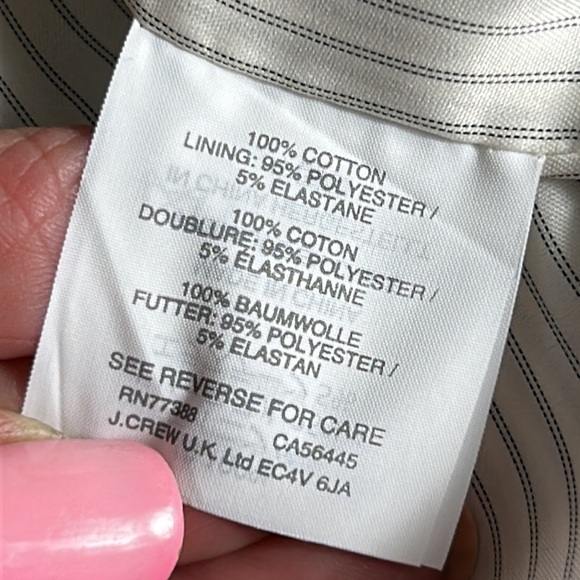 100% COTTON
LINING: 95% POLYESTER /
5% ELASTANE
100% COTON
DOUBLURE: 95% POLYESTER /
5% ÉLASTHANNE
100% BAUMWOLLE
FUTTER: 95% POLYESTER /
5% ELASTAN
SEE REVERSE FOR CARE
RN77388 CA56445
J.CREW U.K. Ltd EC4V 6JA